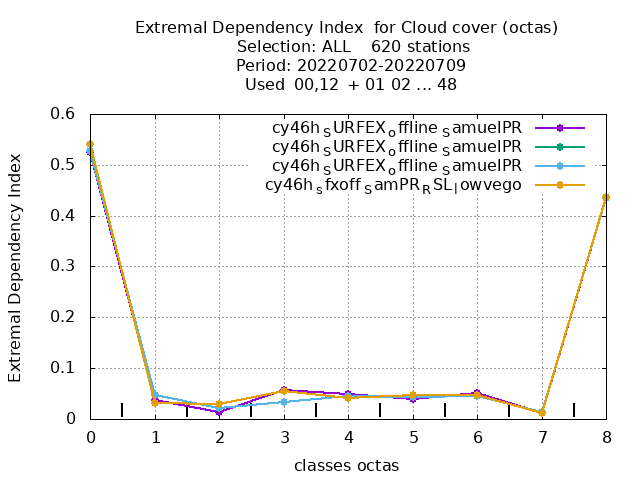 Extremal Dependency Index  for Cloud cover (octas)
Selection: ALL    620 stations
Period: 20220702-20220709
Used  00,12  + 01 02 ... 48
cy46h_SURFEX_offline_SamuelPR
cy46h_SURFEX_offline_SamuelPR
cy46h_SURFEX_offline_SamuelPR
cy46h_sfxoff_SamPR_RSL_lowvego
Extremal Dependency Index
0.6
0.5
0.4
0.3
0.2
0.1
0
0 1 2 3 4 5 6 7 8
classes octas